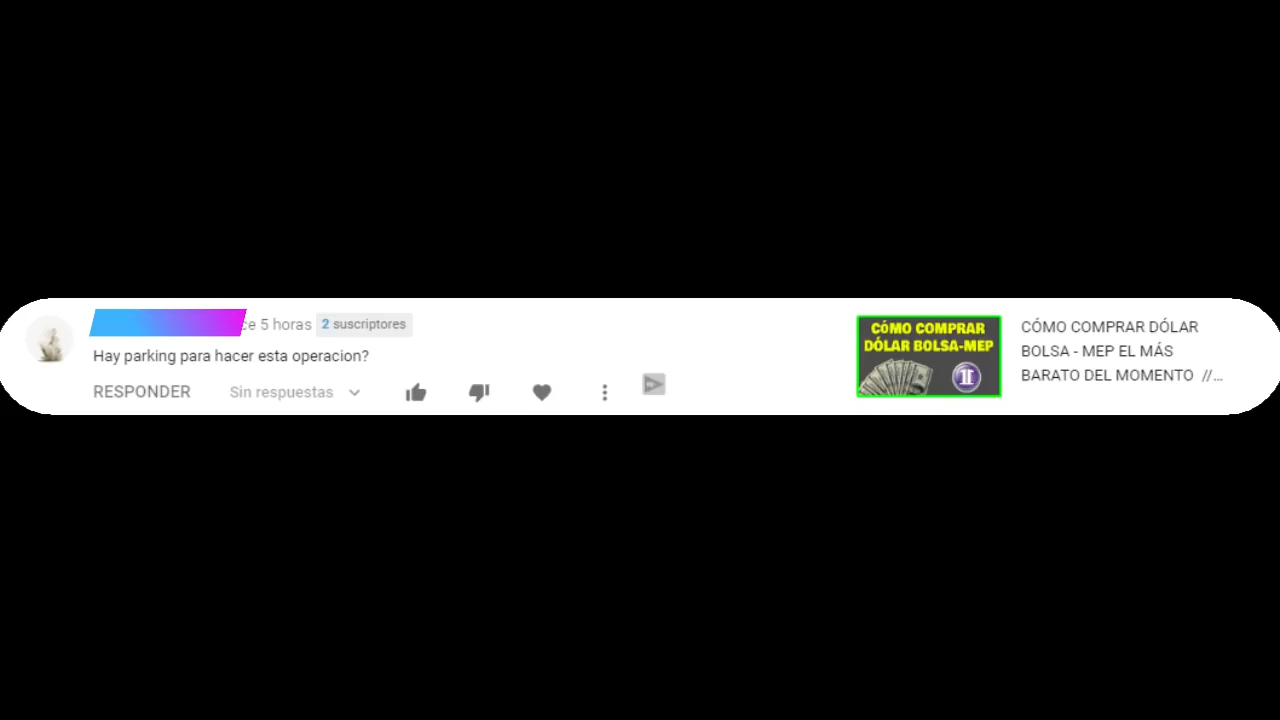 ce 5 horas 2 suscriptores
Hay parking para hacer esta operacion?
RESPONDER Sin respuestas
CÓMO COMPRAR
DÓLAR BOLSA-MEP
CÓMO COMPRAR DÓLAR
BOLSA - MEP EL MÁS
BARATO DEL MOMENTO //...